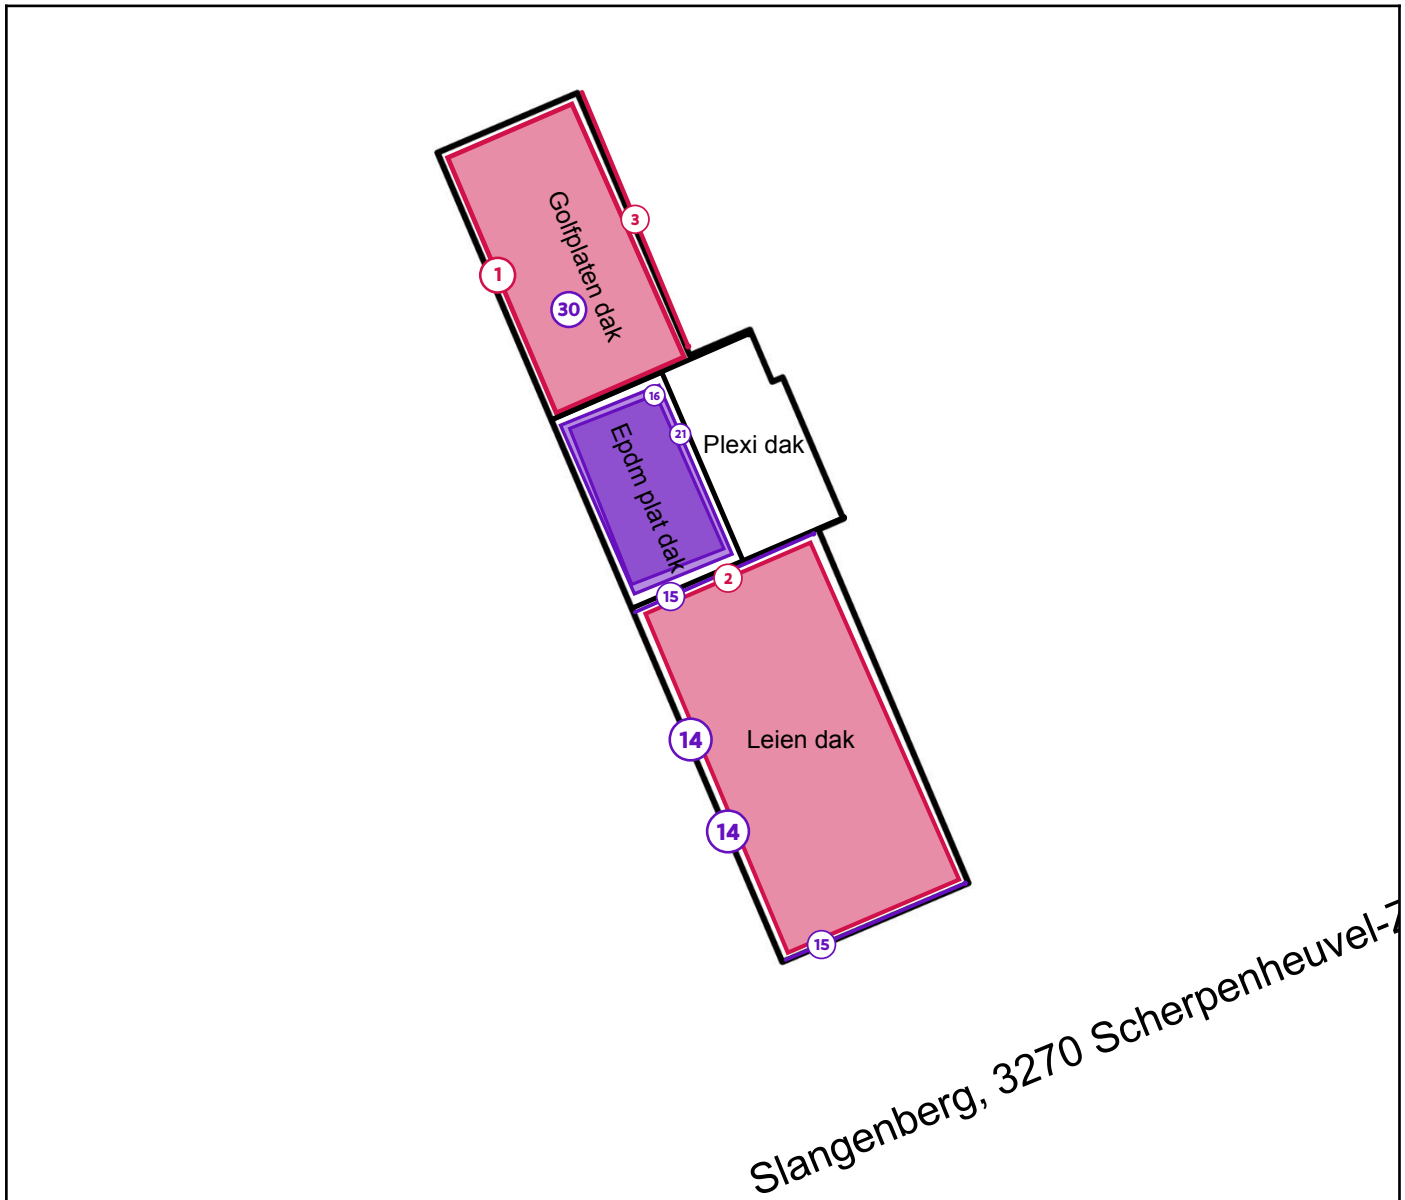 3
Golfplaten dak
1
30
16
21
Epdm plat dak
Plexi dak
2
15
14
Leien dak
14
15
Slangenberg, 3270 Scherpenheuvel-